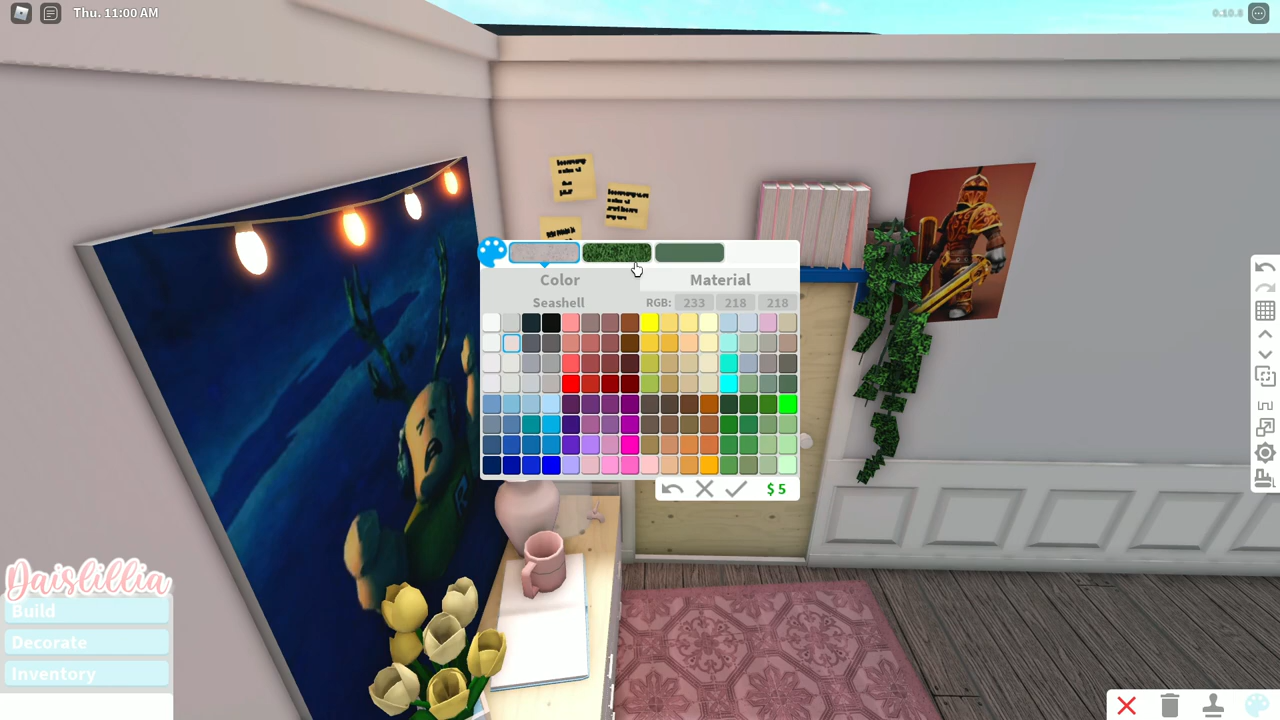 Thu. 11:00 AM
0.10.8
Color
Material
Seashell
RGB: 233 218 218
$ 5
Daislillia
Build
Decorate
Inventory